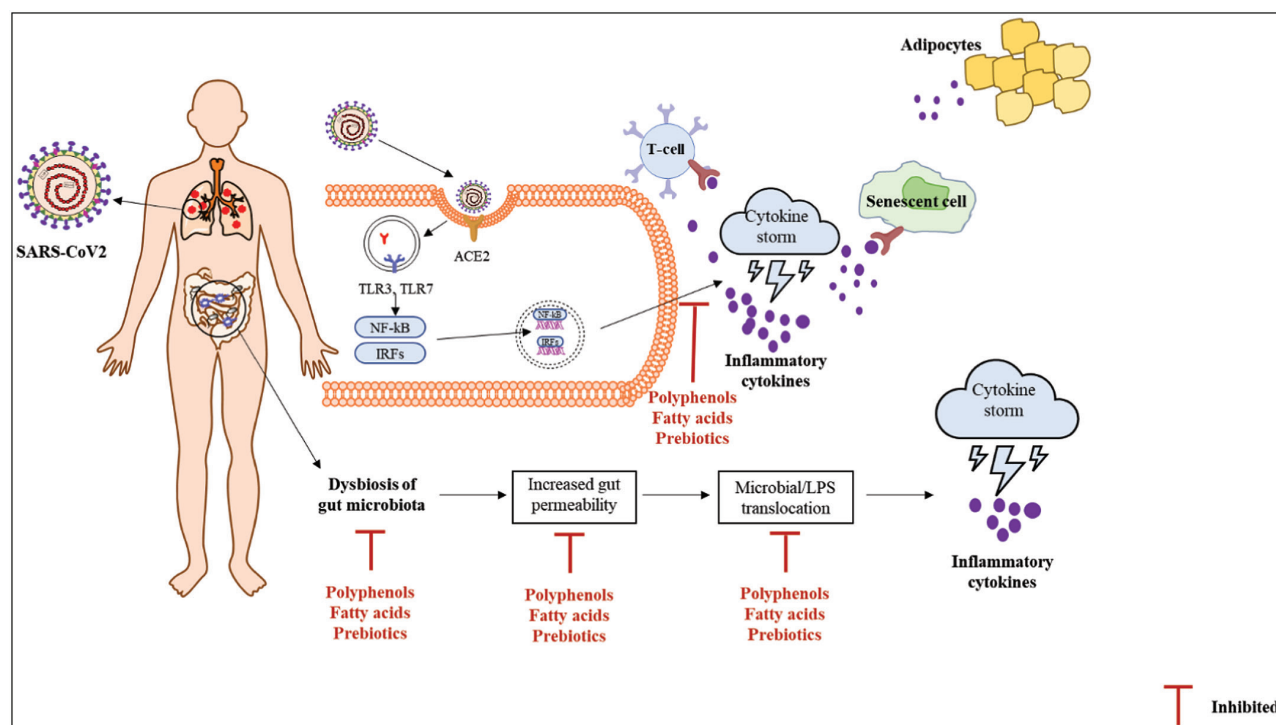 Adipocytes
T-cell
Senescent cell
Cytokine
storm
SARS-CoV2
ACE2
TLR3, TLR7
NF-kB
IRFs
NF-kB
IRFs
Inflammatory
cytokines
Polyphenols
Fatty acids
Prebiotics
Cytokine
storm
Dysbiosis of
gut microbiota
Increased gut
permeability
Microbial/LPS
translocation
Inflammatory
cytokines
Polyphenols
Fatty acids
Prebiotics
Polyphenols
Fatty acids
Prebiotics
Polyphenols
Fatty acids
Prebiotics
Inhibited